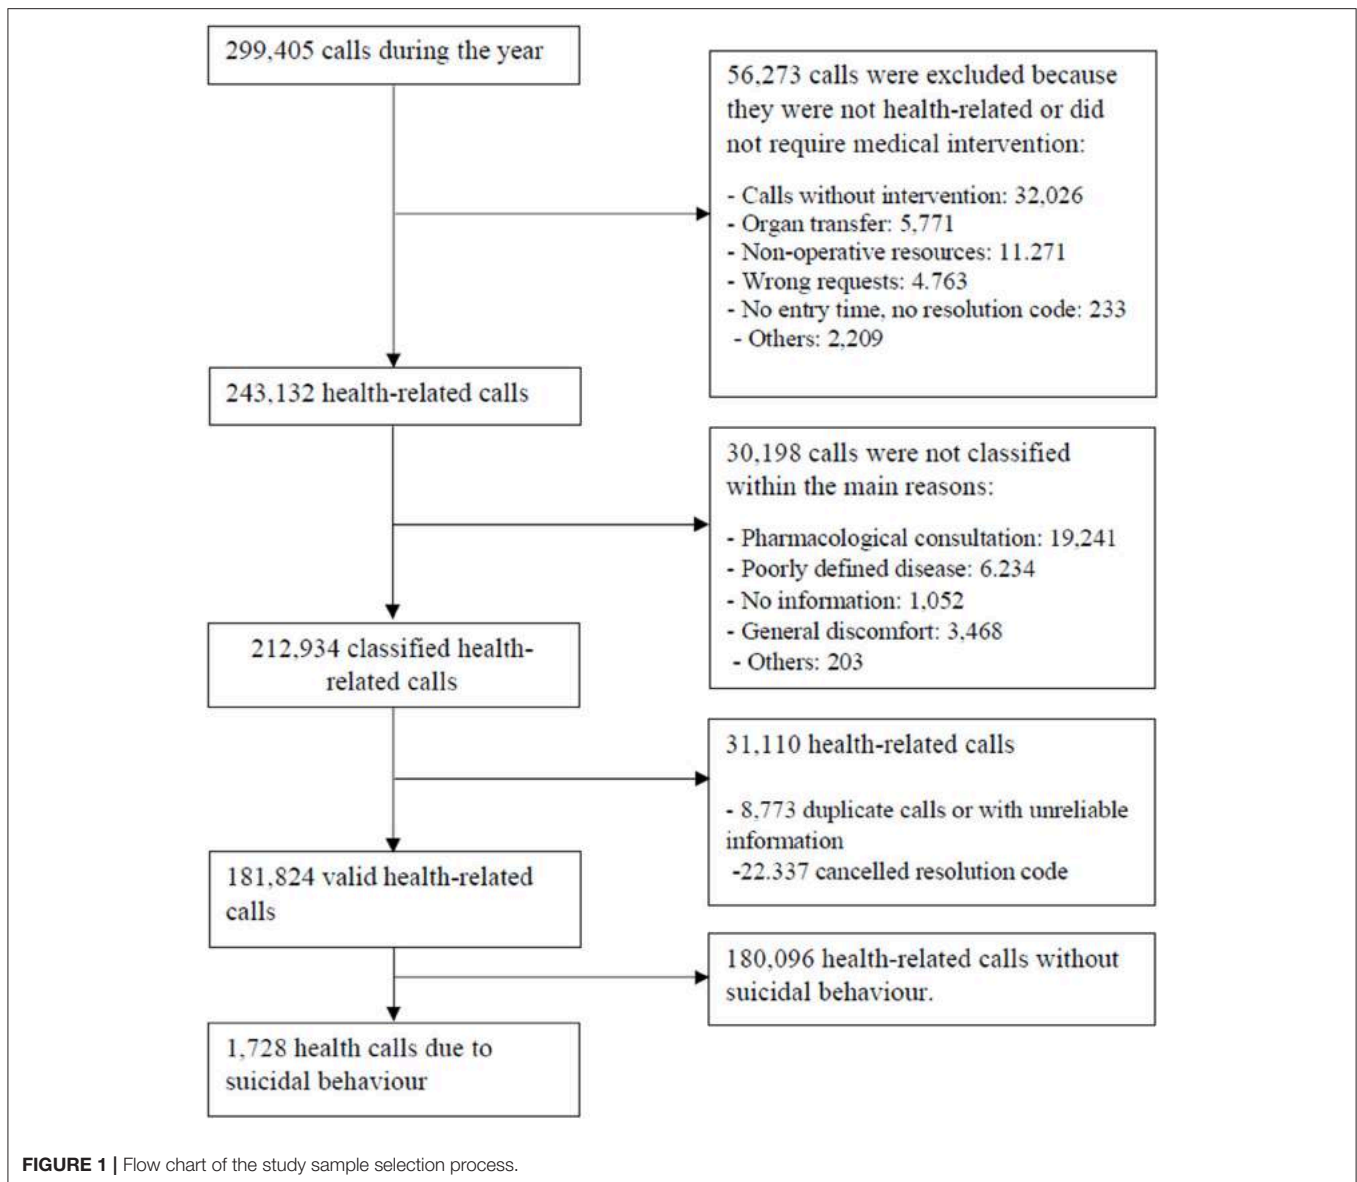 299,405 calls during the year
56,273 calls were excluded because
they were not health-related or did
not require medical intervention:
- Calls without intervention: 32,026
- Organ transfer: 5,771
- Non-operative resources: 11.271
- Wrong requests: 4.763
- No entry time, no resolution code: 233
- Others: 2,209
243,132 health-related calls
30,198 calls were not classified
within the main reasons:
- Pharmacological consultation: 19,241
- Poorly defined disease: 6.234
- No information: 1,052
- General discomfort: 3,468
- Others: 203
212,934 classified health-
related calls
31,110 health-related calls
- 8,773 duplicate calls or with unreliable
information
-22.337 cancelled resolution code
181,824 valid health-related
calls
180,096 health-related calls without
suicidal behaviour.
1,728 health calls due to
suicidal behaviour
FIGURE 1 | Flow chart of the study sample selection process.